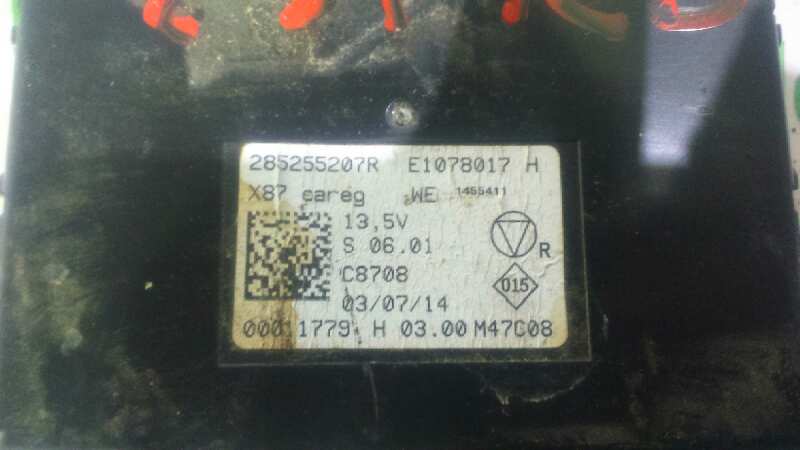 285255207R E1078017 H
X87 careg WE 1455411
13,5V
S 06.01
R
C8708
015
03/07/14
00011779 H 03.00 M47C08